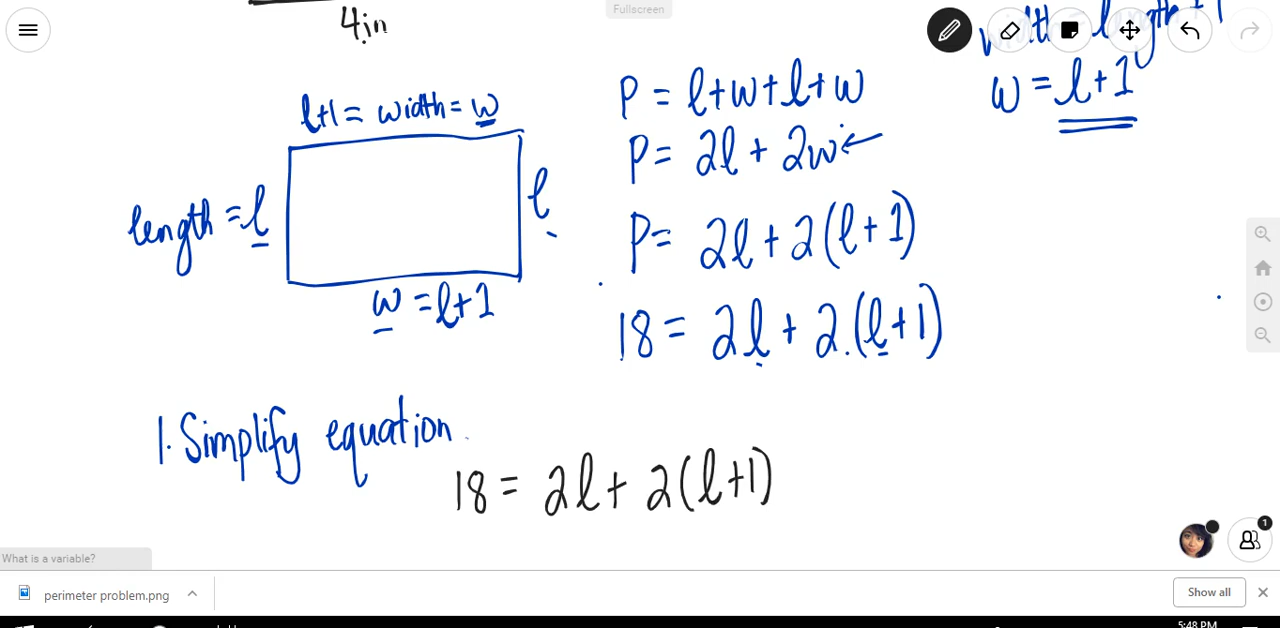 Fullscreen
4in
w = l+1
l+1 = width = w
P = l+w+l+w
P = 2l + 2w ←
length = l
l
P = 2l + 2(l+1)
w = l+1
18 = 2l + 2(l+1)
1. Simplify equation.
18 = 2l + 2(l+1)
1
What is a variable?
perimeter problem.png
Show all
5:48 PM